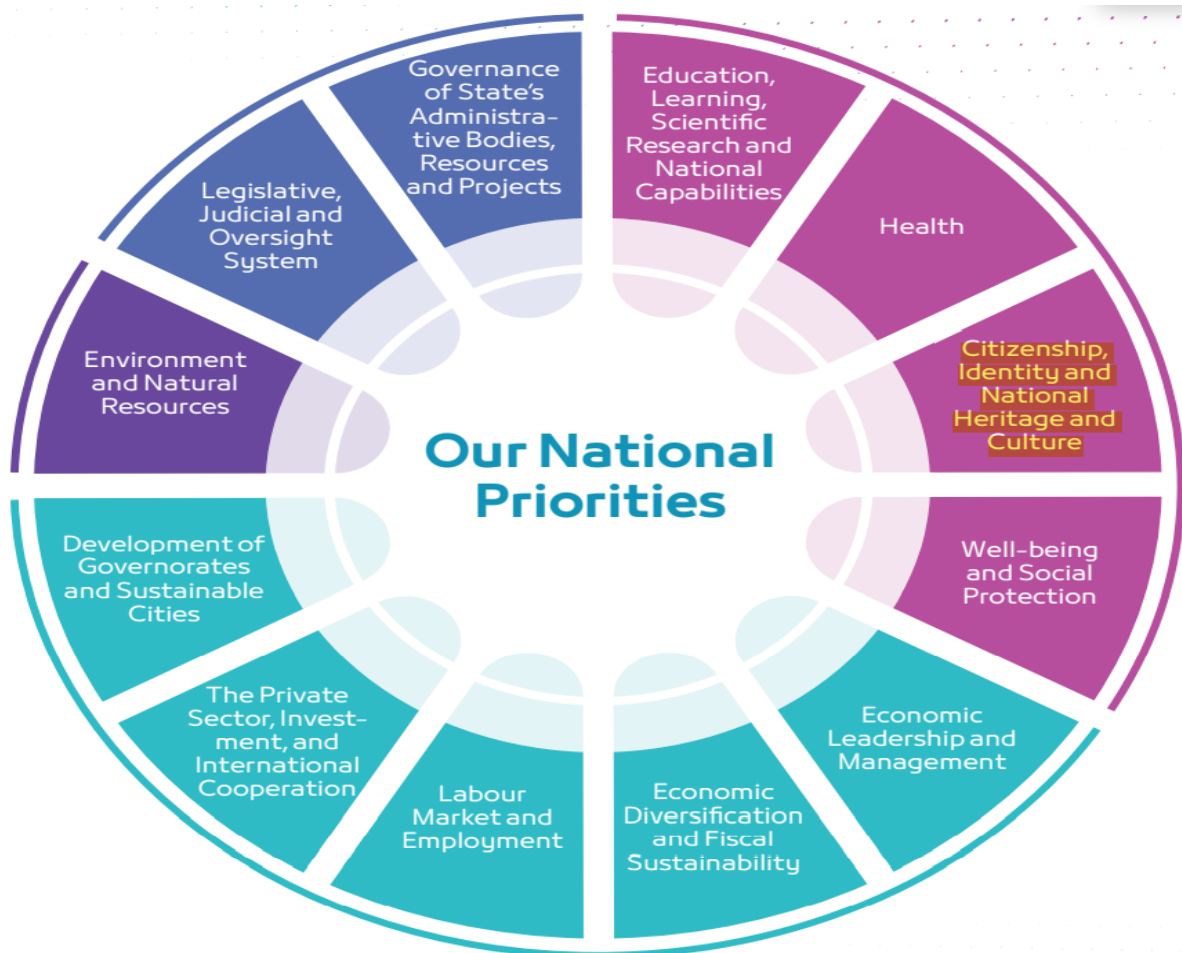 Our National
Priorities
Education,
Learning,
Scientific
Research and
National
Capabilities
Health
Citizenship,
Identity and
National
Heritage and
Culture
Well-being
and Social
Protection
Economic
Leadership and
Management
Economic
Diversification
and Fiscal
Sustainability
Labour
Market and
Employment
The Private
Sector, Invest-
ment, and
International
Cooperation
Development of
Governorates
and Sustainable
Cities
Environment
and Natural
Resources
Legislative,
Judicial and
Oversight
System
Governance
of State's
Administra-
tive Bodies,
Resources
and Projects